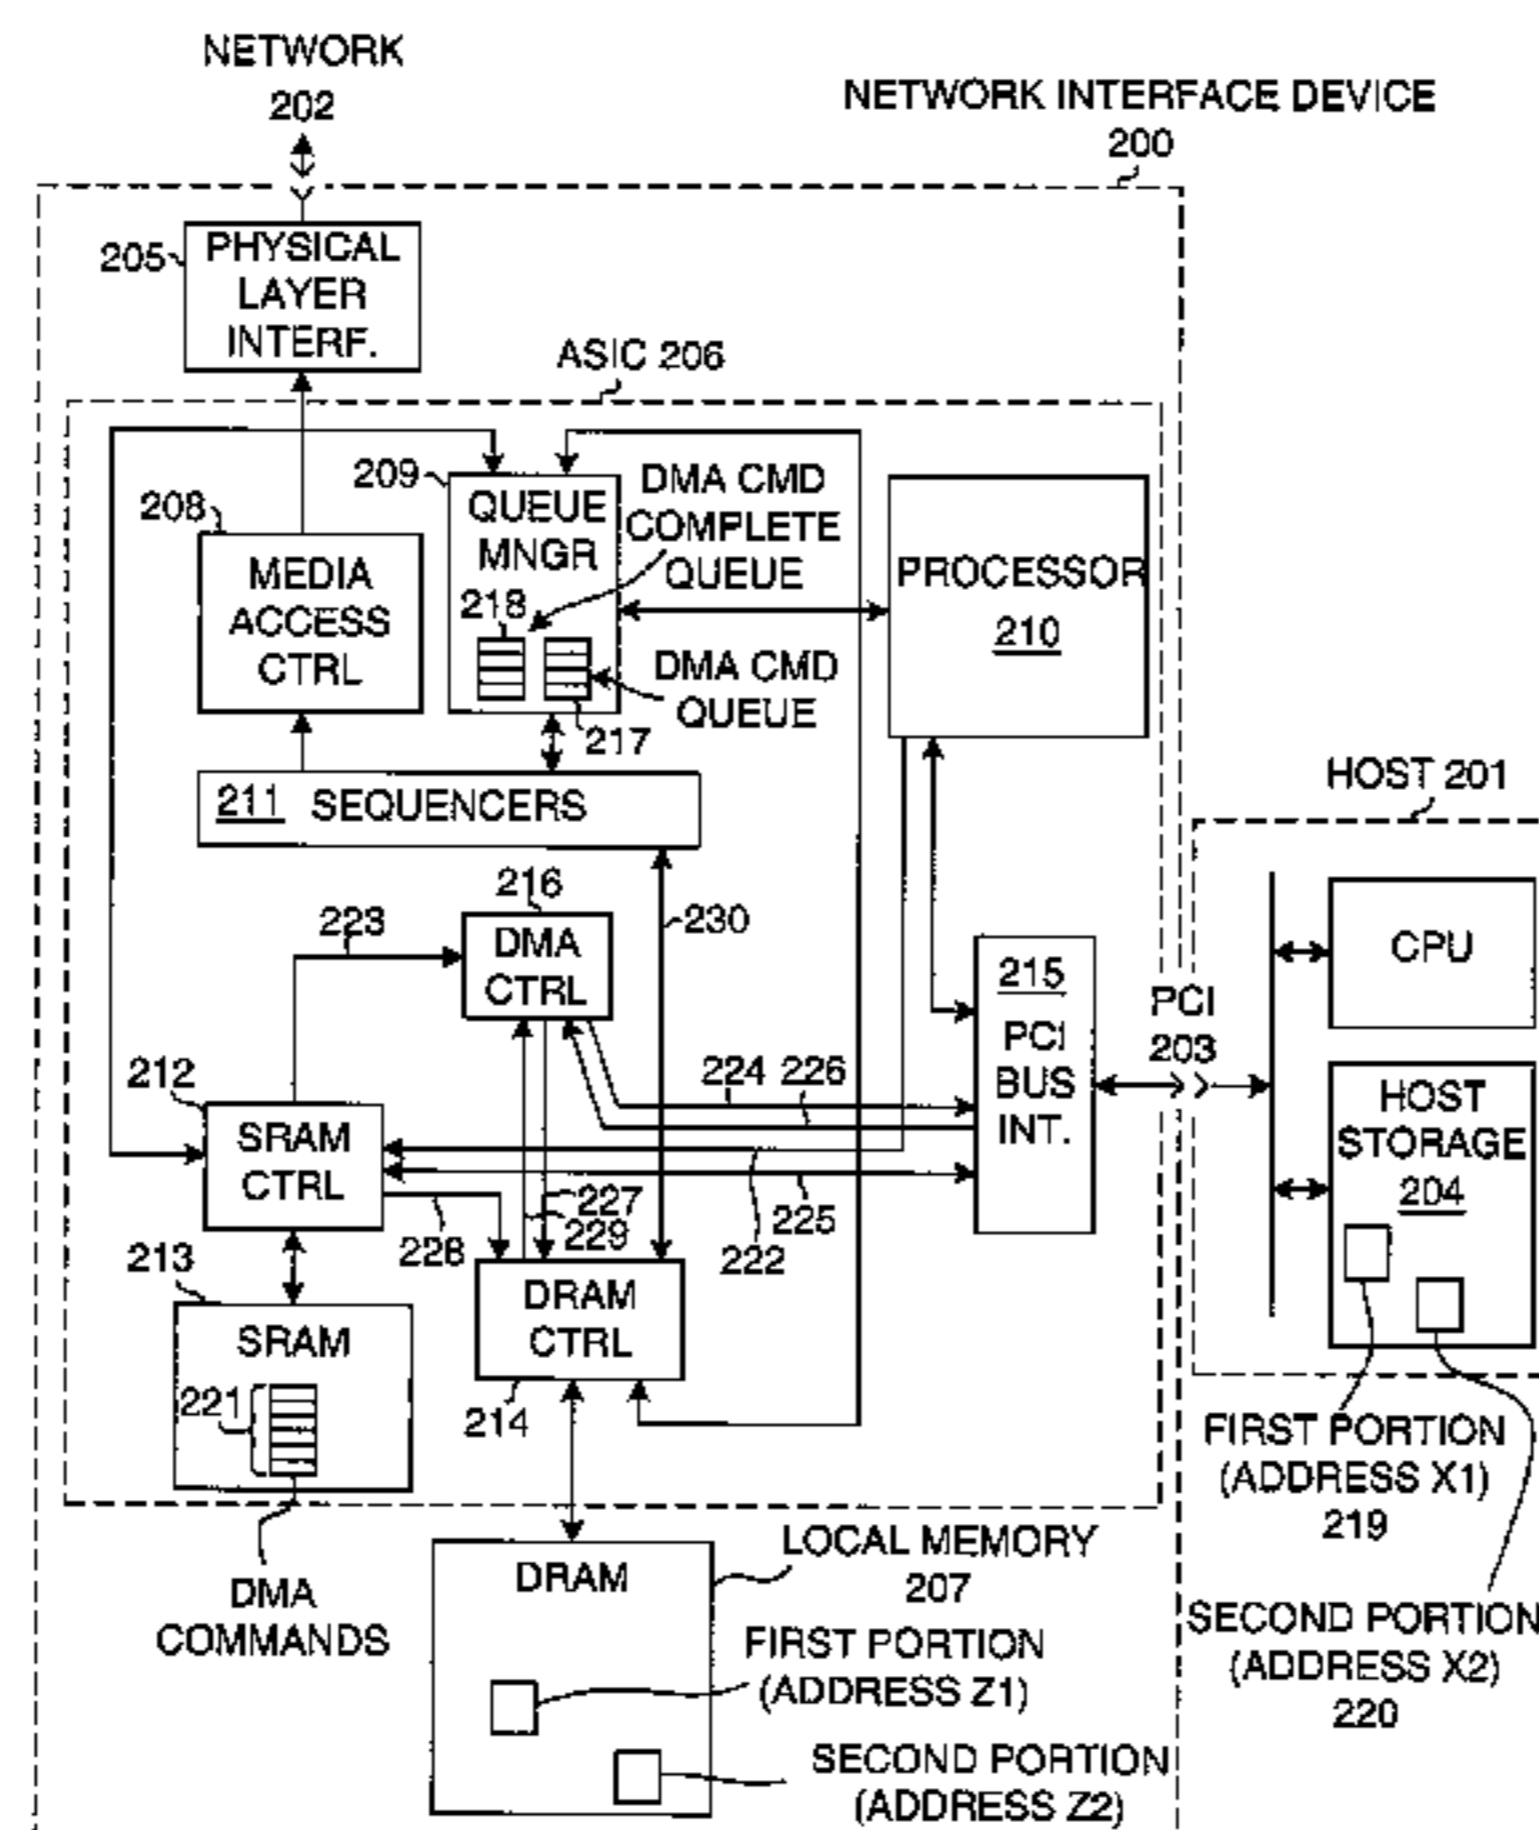 NETWORK
202
NETWORK INTERFACE DEVICE
200
205
PHYSICAL
LAYER
INTERF.
ASIC 206
209
QUEUE
MNGR
218
217
DMA CMD
COMPLETE
QUEUE
DMA CMD
QUEUE
208
MEDIA
ACCESS
CTRL
PROCESSOR
210
211 SEQUENCERS
HOST 201
216
DMA
CTRL
223
230
215
PCI
BUS
INT.
PCI
203
CPU
HOST
STORAGE
204
224 226
212
SRAM
CTRL
227
229
228
225
222
213
SRAM
221
DRAM
CTRL
214
FIRST PORTION
(ADDRESS X1)
219
DMA
COMMANDS
DRAM
LOCAL MEMORY
207
FIRST PORTION
(ADDRESS Z1)
SECOND PORTION
(ADDRESS Z2)
SECOND PORTION
(ADDRESS X2)
220